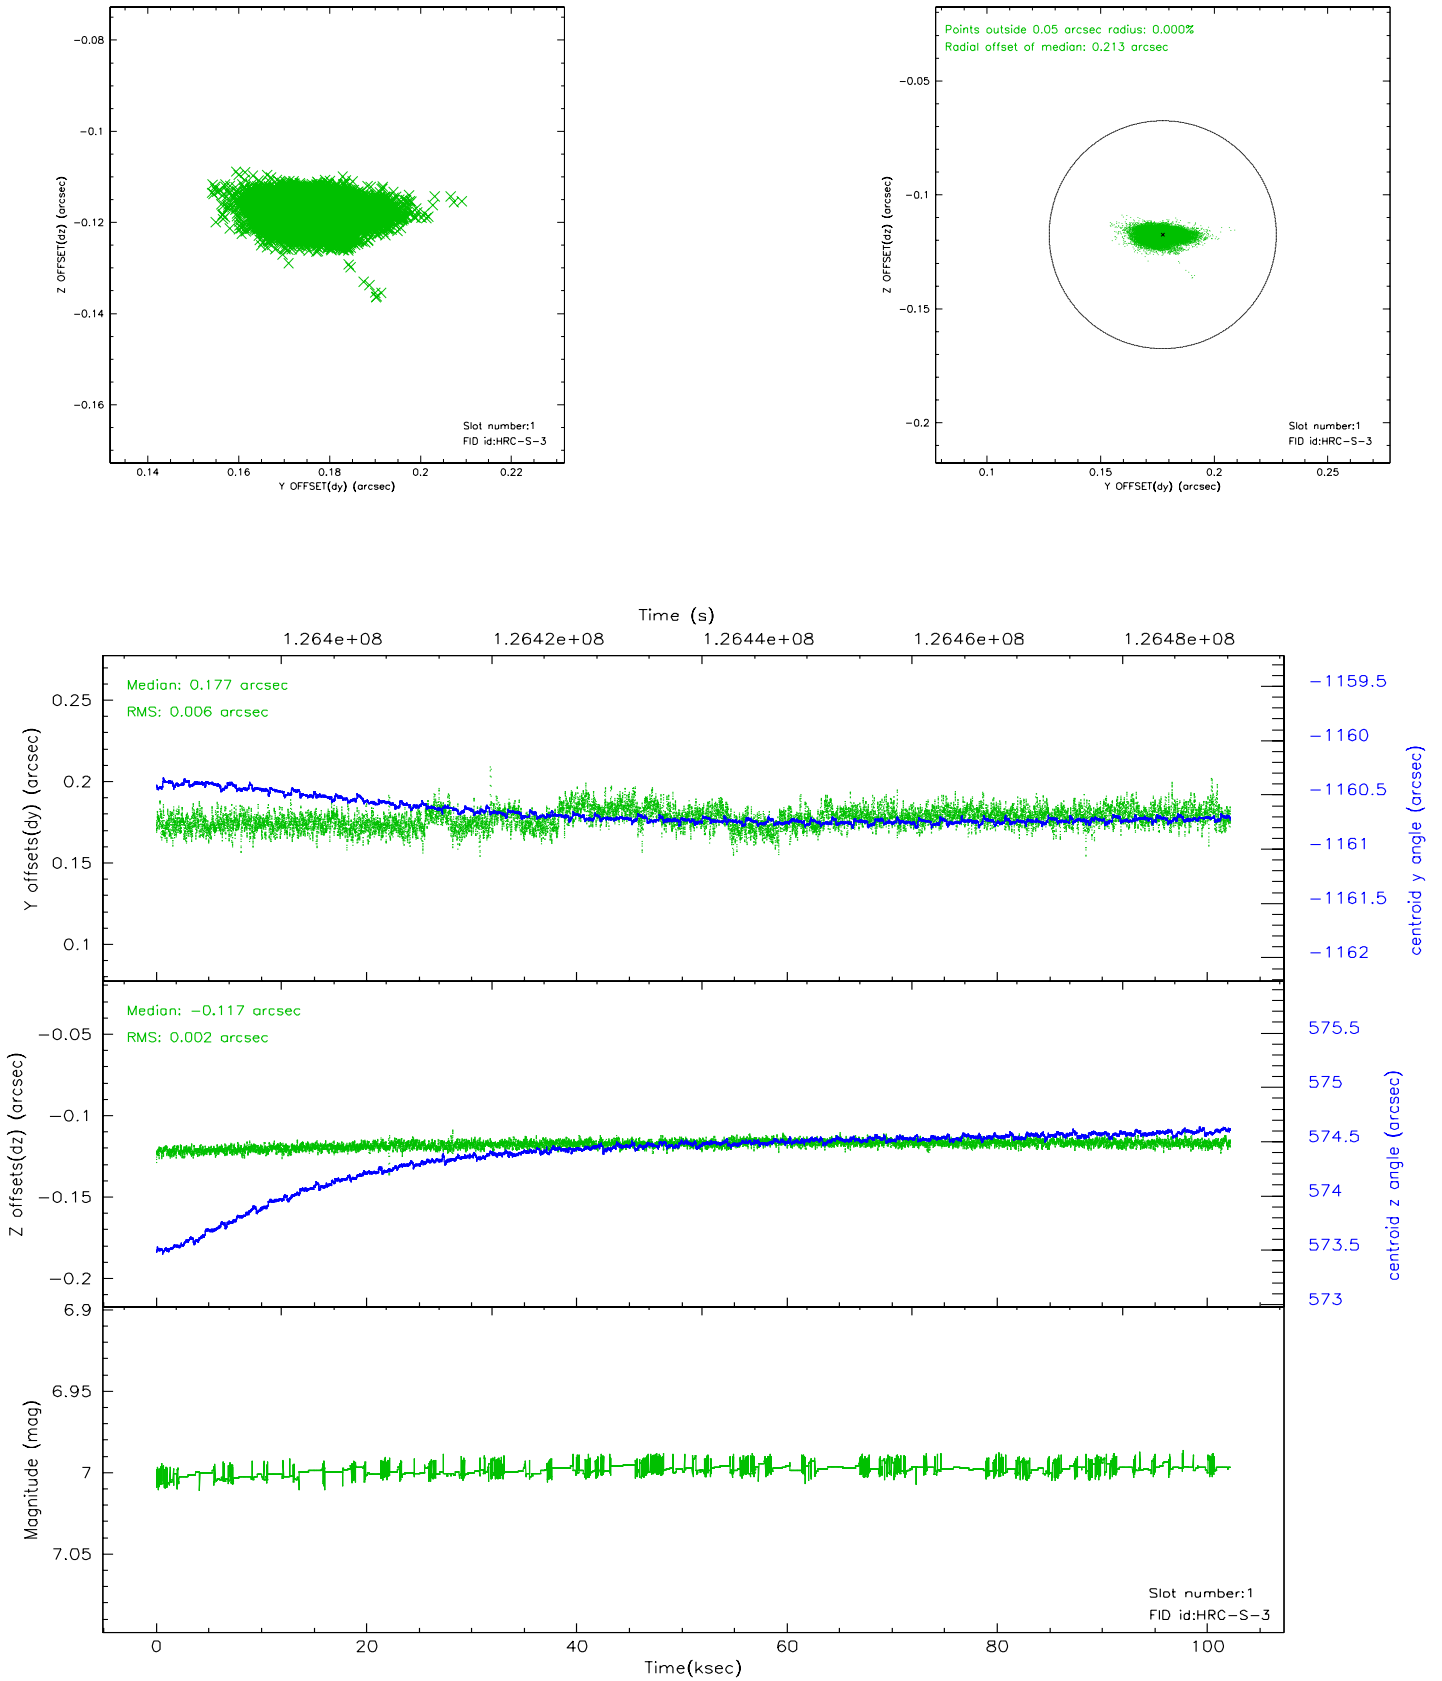 -0.08
-0.1
-0.12
-0.14
-0.16
Z OFFSET(dz) (arcsec)
Slot number:1
FID id:HRC-S-3
0.14 0.16 0.18 0.2 0.22
Y OFFSET(dy) (arcsec)
Points outside 0.05 arcsec radius: 0.000%
Radial offset of median: 0.213 arcsec
-0.05
-0.1
-0.15
-0.2
Z OFFSET(dz) (arcsec)
Slot number:1
FID id:HRC-S-3
0.1 0.15 0.2 0.25
Y OFFSET(dy) (arcsec)
Time (s)
1.264e+08 1.2642e+08 1.2644e+08 1.2646e+08 1.2648e+08
Median: 0.177 arcsec
RMS: 0.006 arcsec
0.25
0.2
0.15
0.1
Y offsets(dy) (arcsec)
-1159.5
-1160
-1160.5
-1161
-1161.5
-1162
centroid y angle (arcsec)
Median: -0.117 arcsec
RMS: 0.002 arcsec
-0.05
-0.1
-0.15
-0.2
Z offsets(dz) (arcsec)
575.5
575
574.5
574
573.5
573
centroid z angle (arcsec)
6.9
6.95
7
7.05
Magnitude (mag)
Slot number:1
FID id:HRC-S-3
0 20 40 60 80 100
Time(ksec)